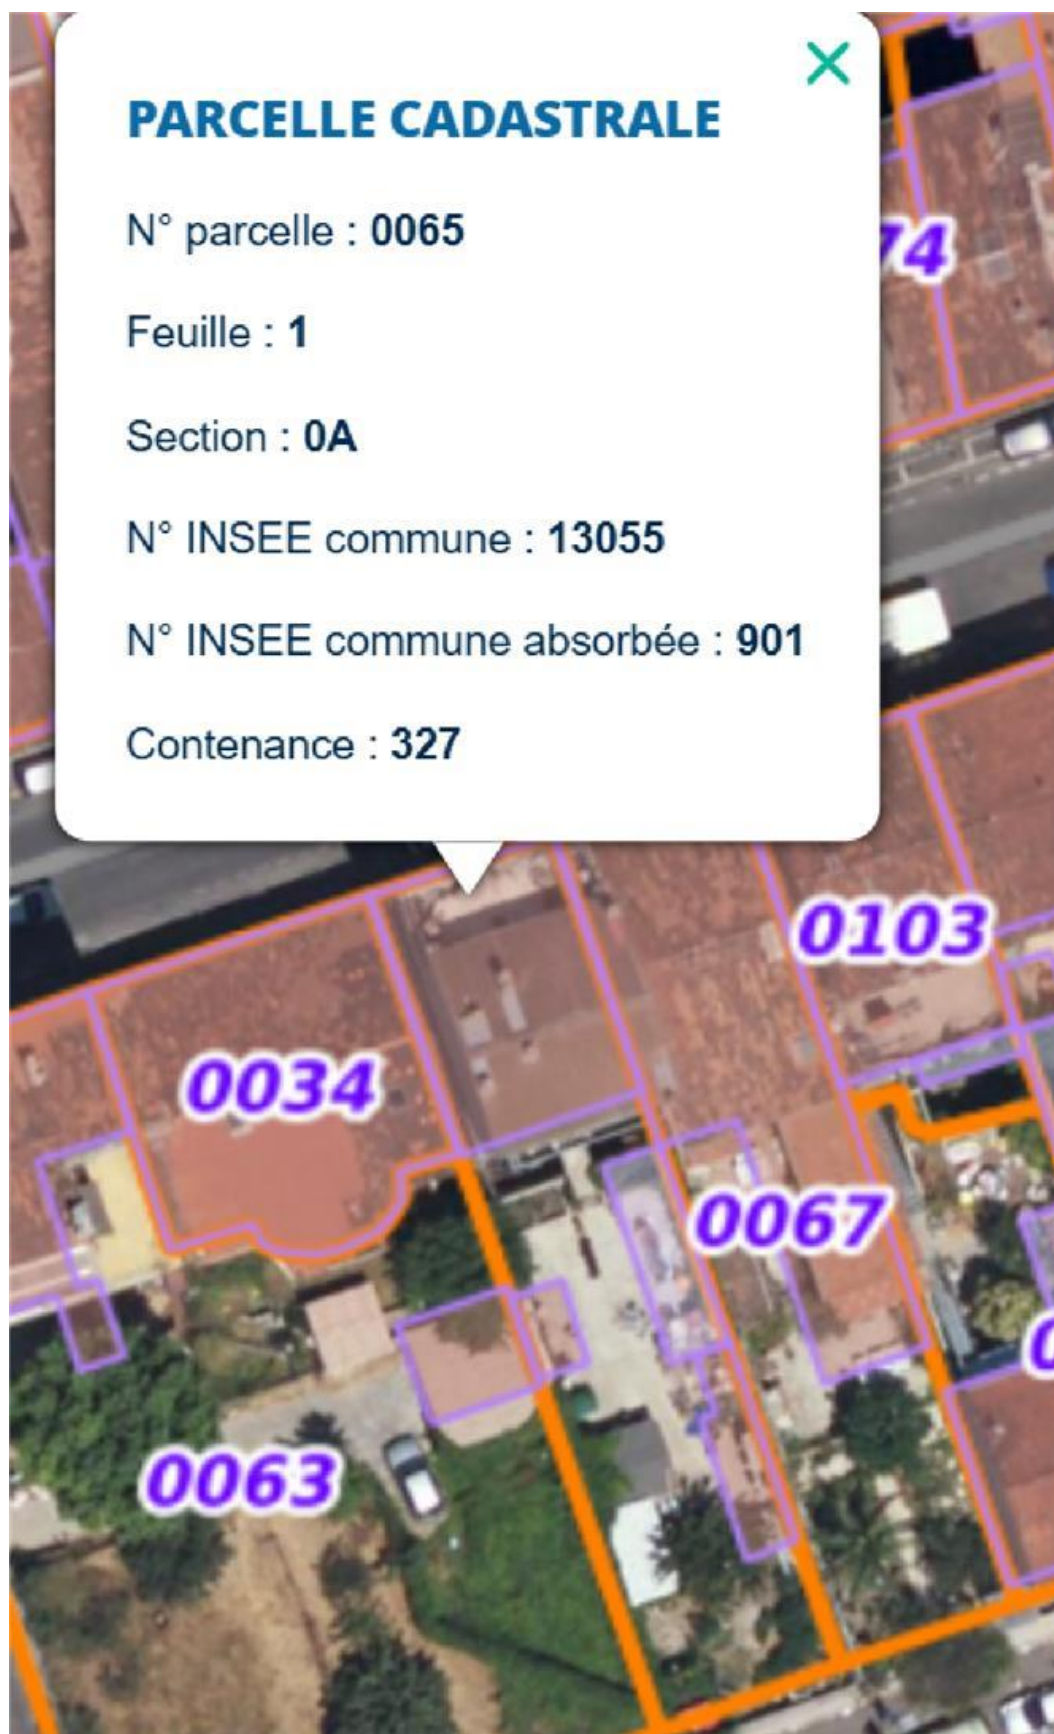 PARCELLE CADASTRALE
N° parcelle : 0065
Feuille : 1
Section : 0A
N° INSEE commune : 13055
N° INSEE commune absorbée : 901
Contenance : 327
74
0103
0034
0067
0063